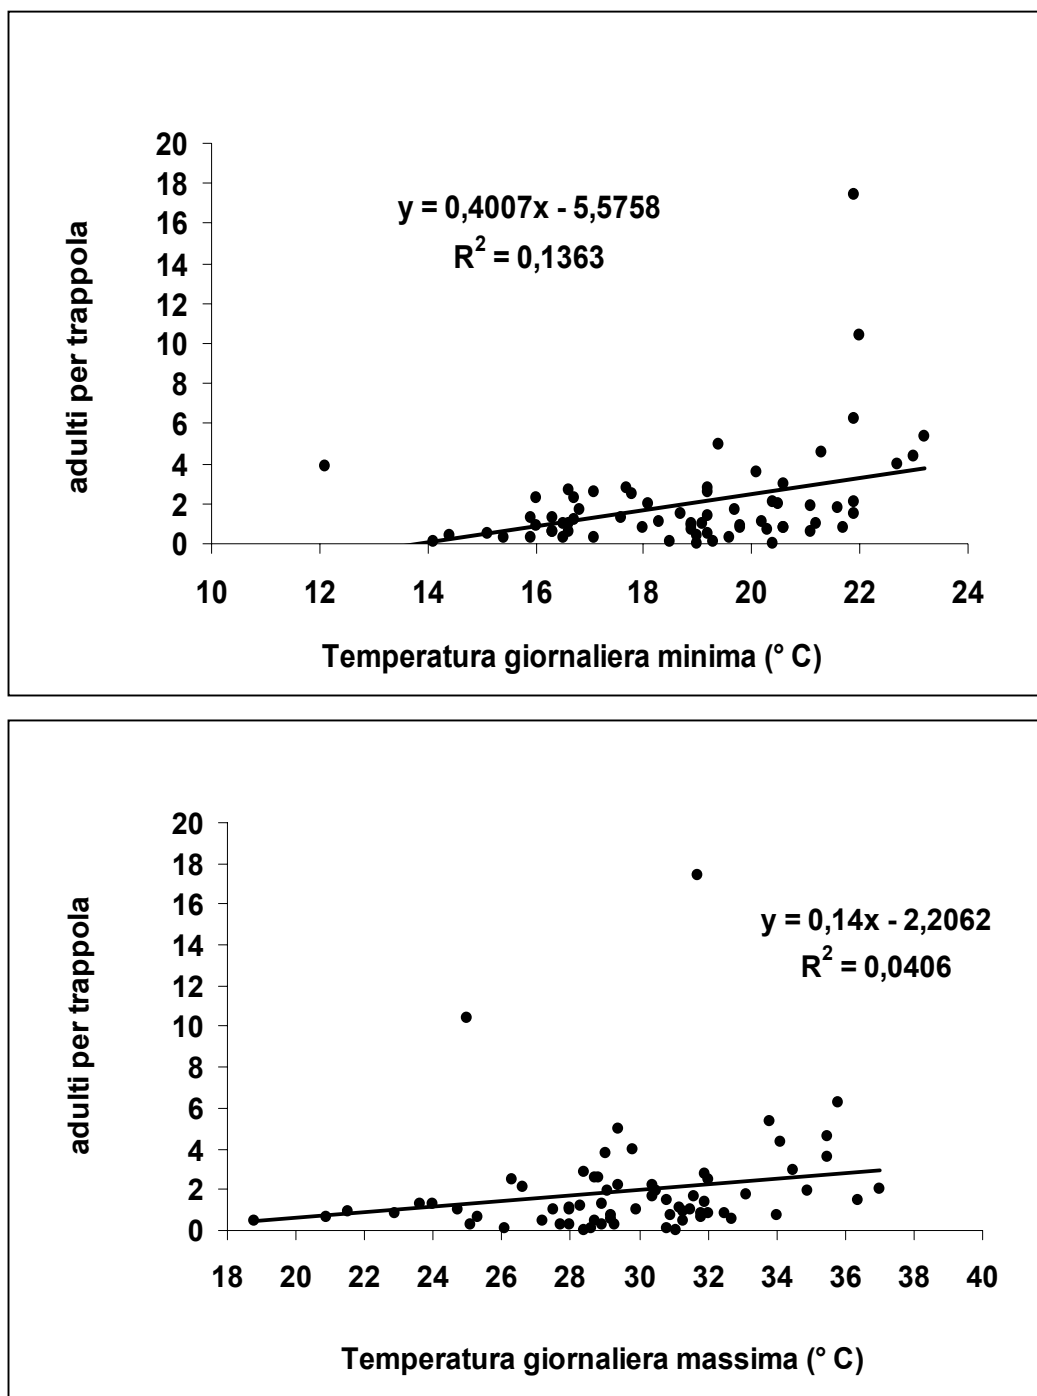 20
18
16
14
12
10
8
6
4
2
0
adulti per trappola
y = 0,4007x - 5,5758
R² = 0,1363
10 12 14 16 18 20 22 24
Temperatura giornaliera minima (° C)
20
18
16
14
12
10
8
6
4
2
0
adulti per trappola
y = 0,14x - 2,2062
R² = 0,0406
18 20 22 24 26 28 30 32 34 36 38 40
Temperatura giornaliera massima (° C)